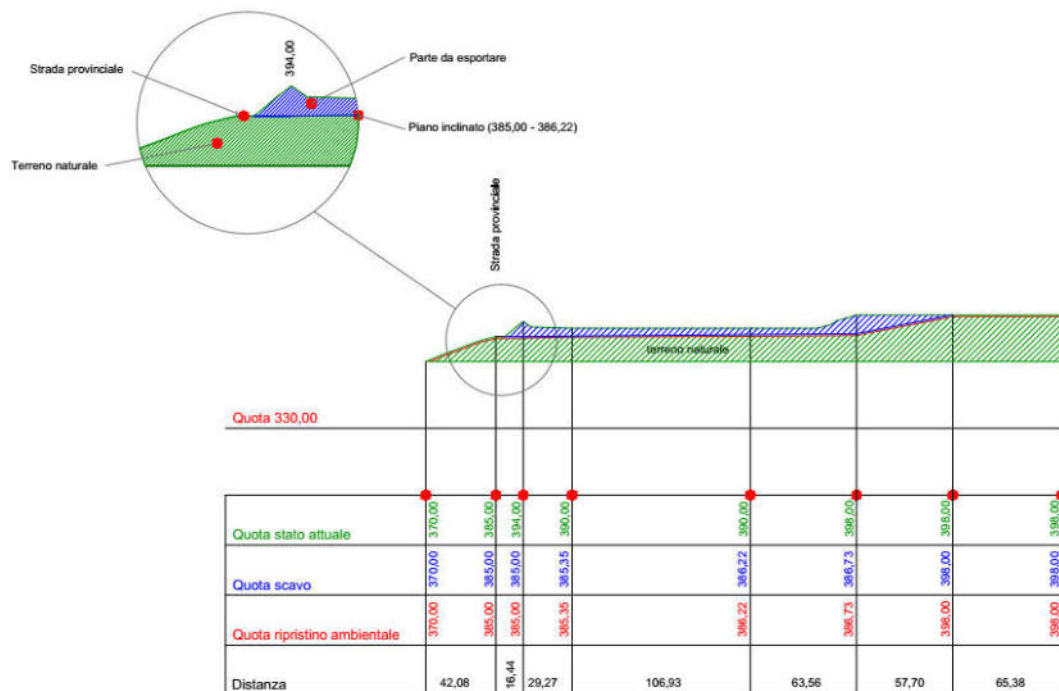 394,00
Parte da esportare
Strada provinciale
Piano inclinato (385,00 - 386,22)
Terreno naturale
Strada provinciale
terreno naturale
Quota 330,00
Quota stato attuale 370,00 385,00 394,00 390,00 390,00 398,00 398,00 398,00
Quota scavo 370,00 385,00 385,00 385,35 386,22 386,73 398,00 398,00
Quota ripristino ambientale 370,00 385,00 385,00 385,35 386,22 386,73 398,00 398,00
Distanza 42,08 16,44 29,27 106,93 63,56 57,70 65,38